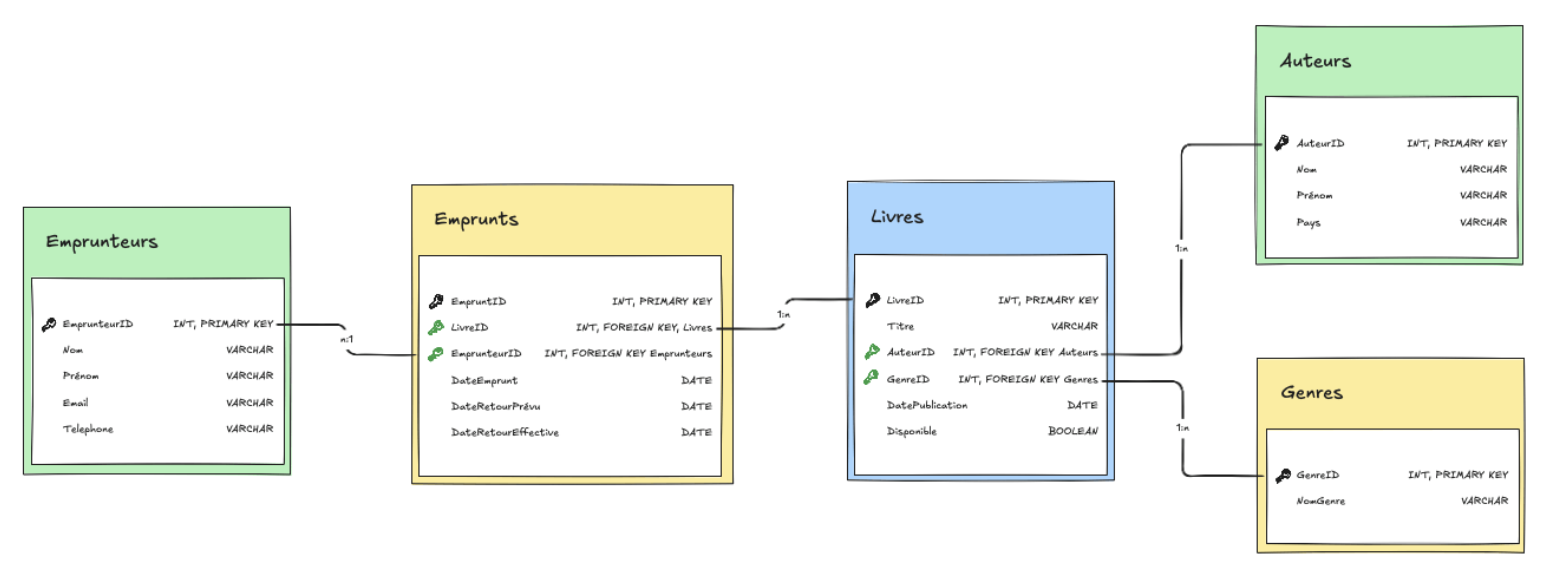 Emprunteurs
EmprunteurID INT, PRIMARY KEY
Nom VARCHAR
Prénom VARCHAR
Email VARCHAR
Telephone VARCHAR
n:1
Emprunts
EmpruntID INT, PRIMARY KEY
LivreID INT, FOREIGN KEY, Livres
EmprunteurID INT, FOREIGN KEY Emprunteurs
DateEmprunt DATE
DateRetourPrévu DATE
DateRetourEffective DATE
1:n
Livres
LivreID INT, PRIMARY KEY
Titre VARCHAR
AuteurID INT, FOREIGN KEY Auteurs
GenreID INT, FOREIGN KEY Genres
DatePublication DATE
Disponible BOOLEAN
1:n
1:n
Auteurs
AuteurID INT, PRIMARY KEY
Nom VARCHAR
Prénom VARCHAR
Pays VARCHAR
Genres
GenreID INT, PRIMARY KEY
NomGenre VARCHAR